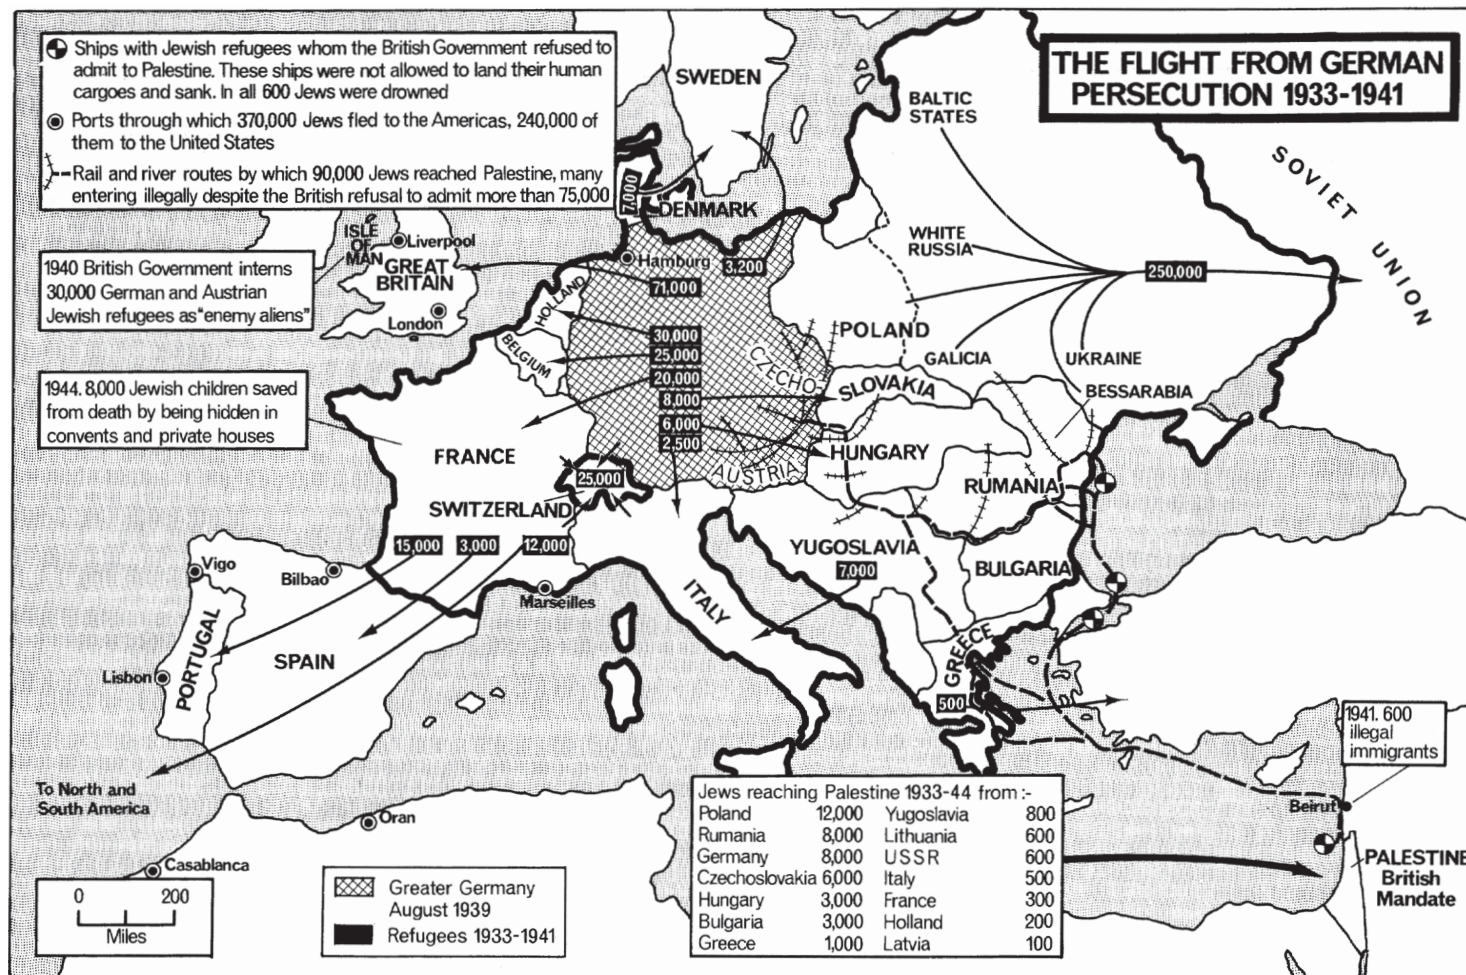 THE FLIGHT FROM GERMAN
PERSECUTION 1933-1941
Ships with Jewish refugees whom the British Government refused to
admit to Palestine. These ships were not allowed to land their human
cargoes and sank. In all 600 Jews were drowned
Ports through which 370,000 Jews fled to the Americas, 240,000 of
them to the United States
Rail and river routes by which 90,000 Jews reached Palestine, many
entering illegally despite the British refusal to admit more than 75,000
SWEDEN
BALTIC
STATES
SOVIET
UNION
7,000
DENMARK
WHITE
RUSSIA
250,000
ISLE
OF
MAN
Liverpool
GREAT
BRITAIN
London
Hamburg
3,200
71,000
1940 British Government interns
30,000 German and Austrian
Jewish refugees as "enemy aliens"
HOLLAND
BELGIUM
30,000
25,000
20,000
8,000
6,000
2,500
POLAND
CZECHO-
SLOVAKIA
GALICIA
UKRAINE
BESSARABIA
1944. 8,000 Jewish children saved
from death by being hidden in
convents and private houses
FRANCE
AUSTRIA
HUNGARY
RUMANIA
25,000
SWITZERLAND
15,000
3,000
12,000
YUGOSLAVIA
7,000
BULGARIA
Vigo
Bilbao
Marseilles
ITALY
PORTUGAL
SPAIN
Lisbon
GREECE
500
To North and
South America
Oran
Casablanca
1941. 600
illegal
immigrants
Beirut
PALESTINE
British
Mandate
Jews reaching Palestine 1933-44 from :-
Poland 12,000 Yugoslavia 800
Rumania 8,000 Lithuania 600
Germany 8,000 USSR 600
Czechoslovakia 6,000 Italy 500
Hungary 3,000 France 300
Bulgaria 3,000 Holland 200
Greece 1,000 Latvia 100
0 200
Miles
Greater Germany
August 1939
Refugees 1933-1941